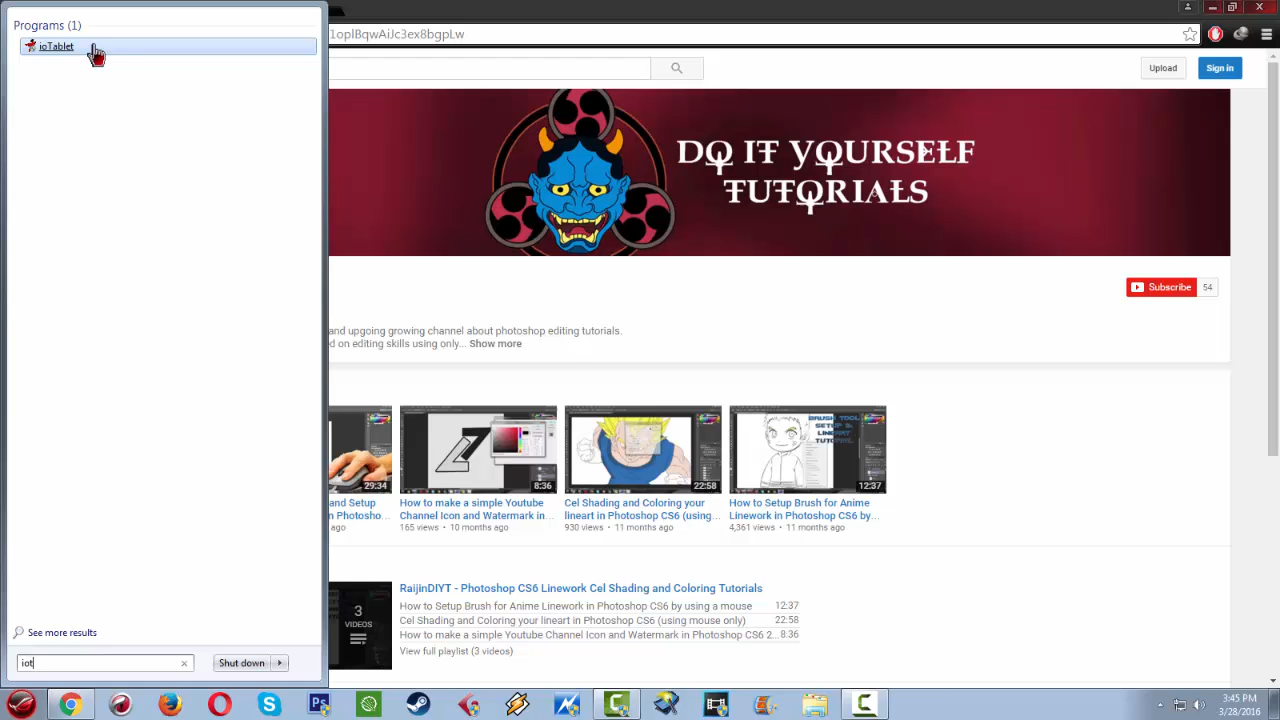 Programs (1)
ioTablet
See more results
iot
Shut down
1oplBqwAiJc3ex8bgpLw
Upload
Sign in
DO IT YOURSELF
TUTORIALS
Subscribe
54
and upgoing growing channel about photoshop editing tutorials.
d on editing skills using only... Show more
29:34
8:36
22:58
BRUSH TOOL
SETUP &
LINEART
TUTORIAL
12:37
and Setup
n Photosho...
ago
How to make a simple Youtube
Channel Icon and Watermark in...
165 views • 10 months ago
Cel Shading and Coloring your
lineart in Photoshop CS6 (using...
930 views • 11 months ago
How to Setup Brush for Anime
Linework in Photoshop CS6 by...
4,361 views • 11 months ago
3
VIDEOS
RaijinDIYT - Photoshop CS6 Linework Cel Shading and Coloring Tutorials
How to Setup Brush for Anime Linework in Photoshop CS6 by using a mouse 12:37
Cel Shading and Coloring your lineart in Photoshop CS6 (using mouse only) 22:58
How to make a simple Youtube Channel Icon and Watermark in Photoshop CS6 2... 8:36
View full playlist (3 videos)
Ps
3:45 PM
3/28/2016